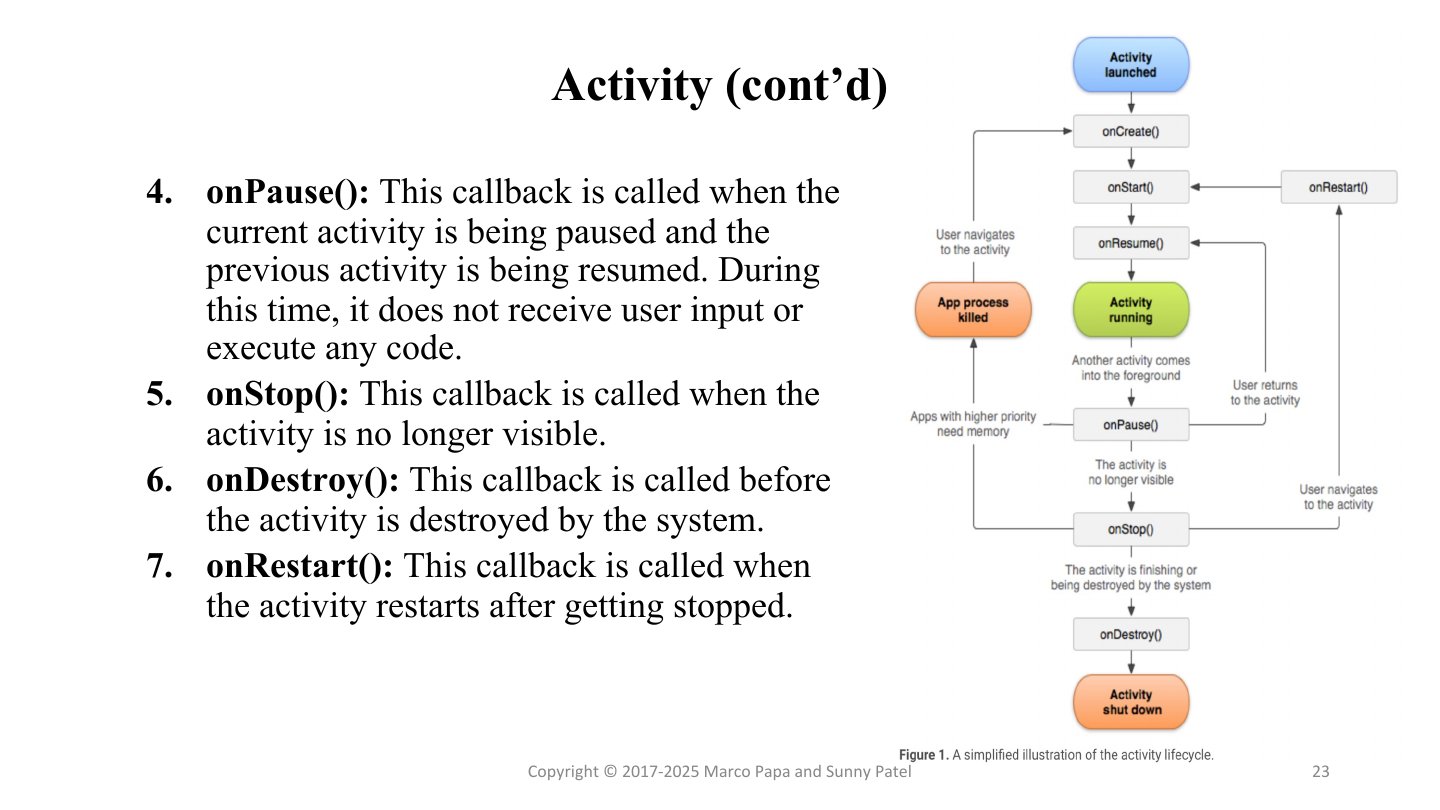 Activity (cont’d)
4. onPause(): This callback is called when the
current activity is being paused and the
previous activity is being resumed. During
this time, it does not receive user input or
execute any code.
5. onStop(): This callback is called when the
activity is no longer visible.
6. onDestroy(): This callback is called before
the activity is destroyed by the system.
7. onRestart(): This callback is called when
the activity restarts after getting stopped.
Activity
launched
onCreate()
onStart()
onRestart()
onResume()
User navigates
to the activity
App process
killed
Activity
running
Another activity comes
into the foreground
User returns
to the activity
Apps with higher priority
need memory
onPause()
The activity is
no longer visible
User navigates
to the activity
onStop()
The activity is finishing or
being destroyed by the system
onDestroy()
Activity
shut down
Figure 1. A simplified illustration of the activity lifecycle.
Copyright © 2017-2025 Marco Papa and Sunny Patel
23